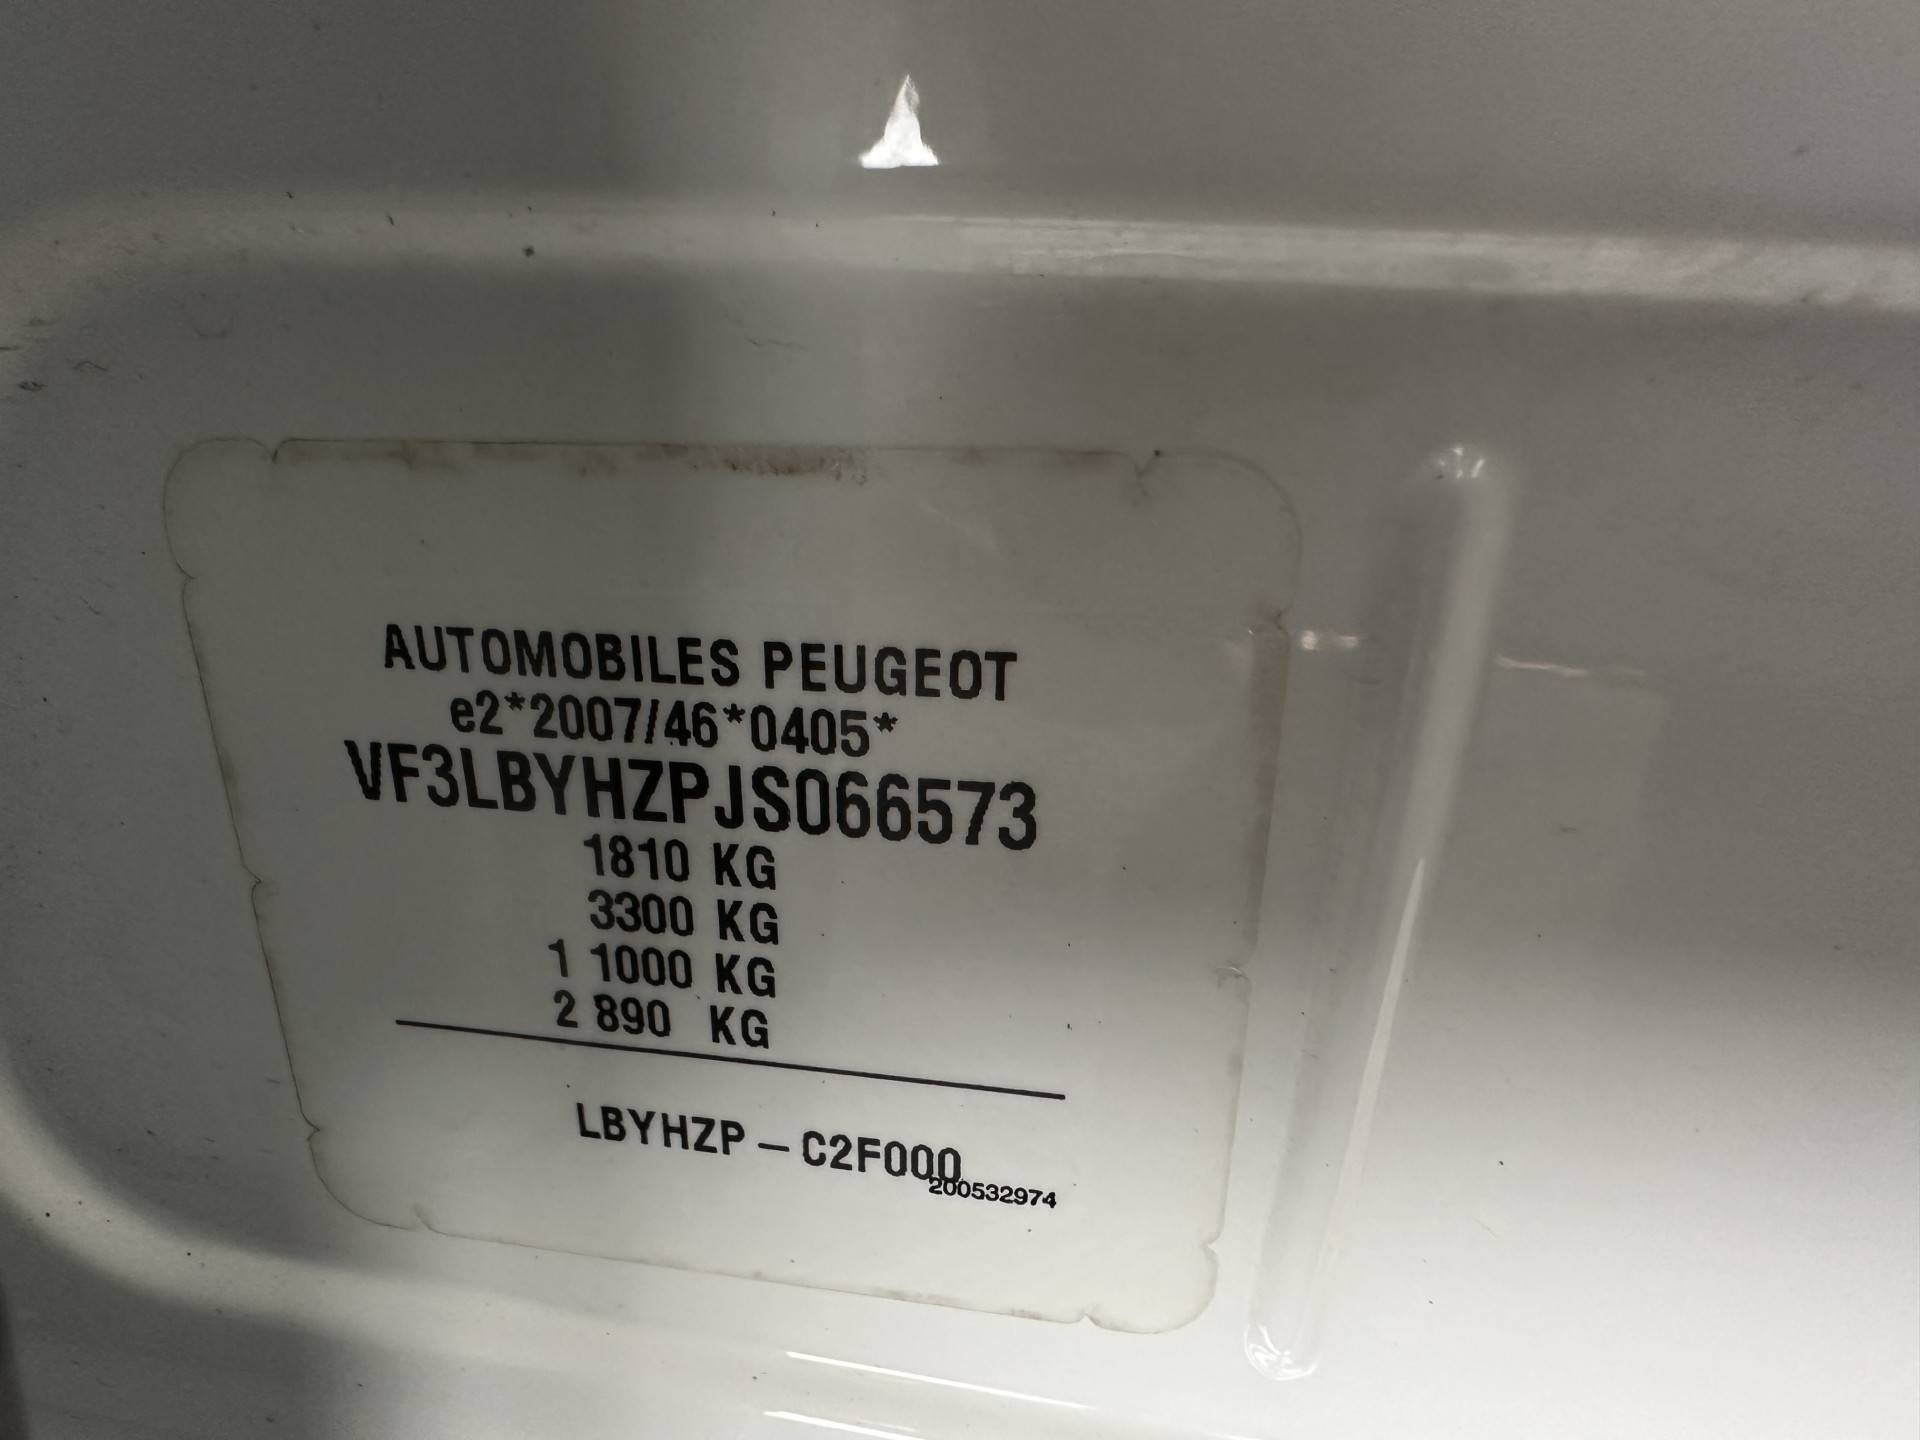 AUTOMOBILES PEUGEOT
e2*2007/46*0405*
VF3LBYHZPJS066573
1810 KG
3300 KG
1 1000 KG
2 890 KG
LBYHZP – C2F000
200532974